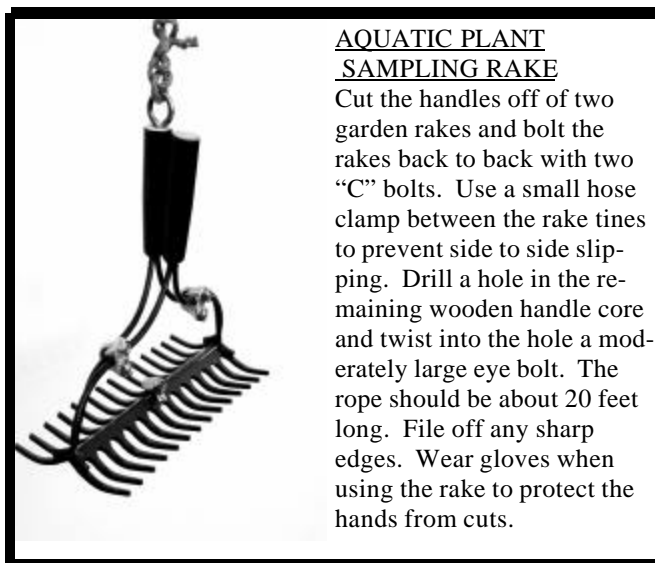 AQUATIC PLANT
SAMPLING RAKE
Cut the handles off of two
garden rakes and bolt the
rakes back to back with two
“C” bolts.  Use a small hose
clamp between the rake tines
to prevent side to side slip-
ping.  Drill a hole in the re-
maining wooden handle core
and twist into the hole a mod-
erately large eye bolt.  The
rope should be about 20 feet
long.  File off any sharp
edges.  Wear gloves when
using the rake to protect the
hands from cuts.